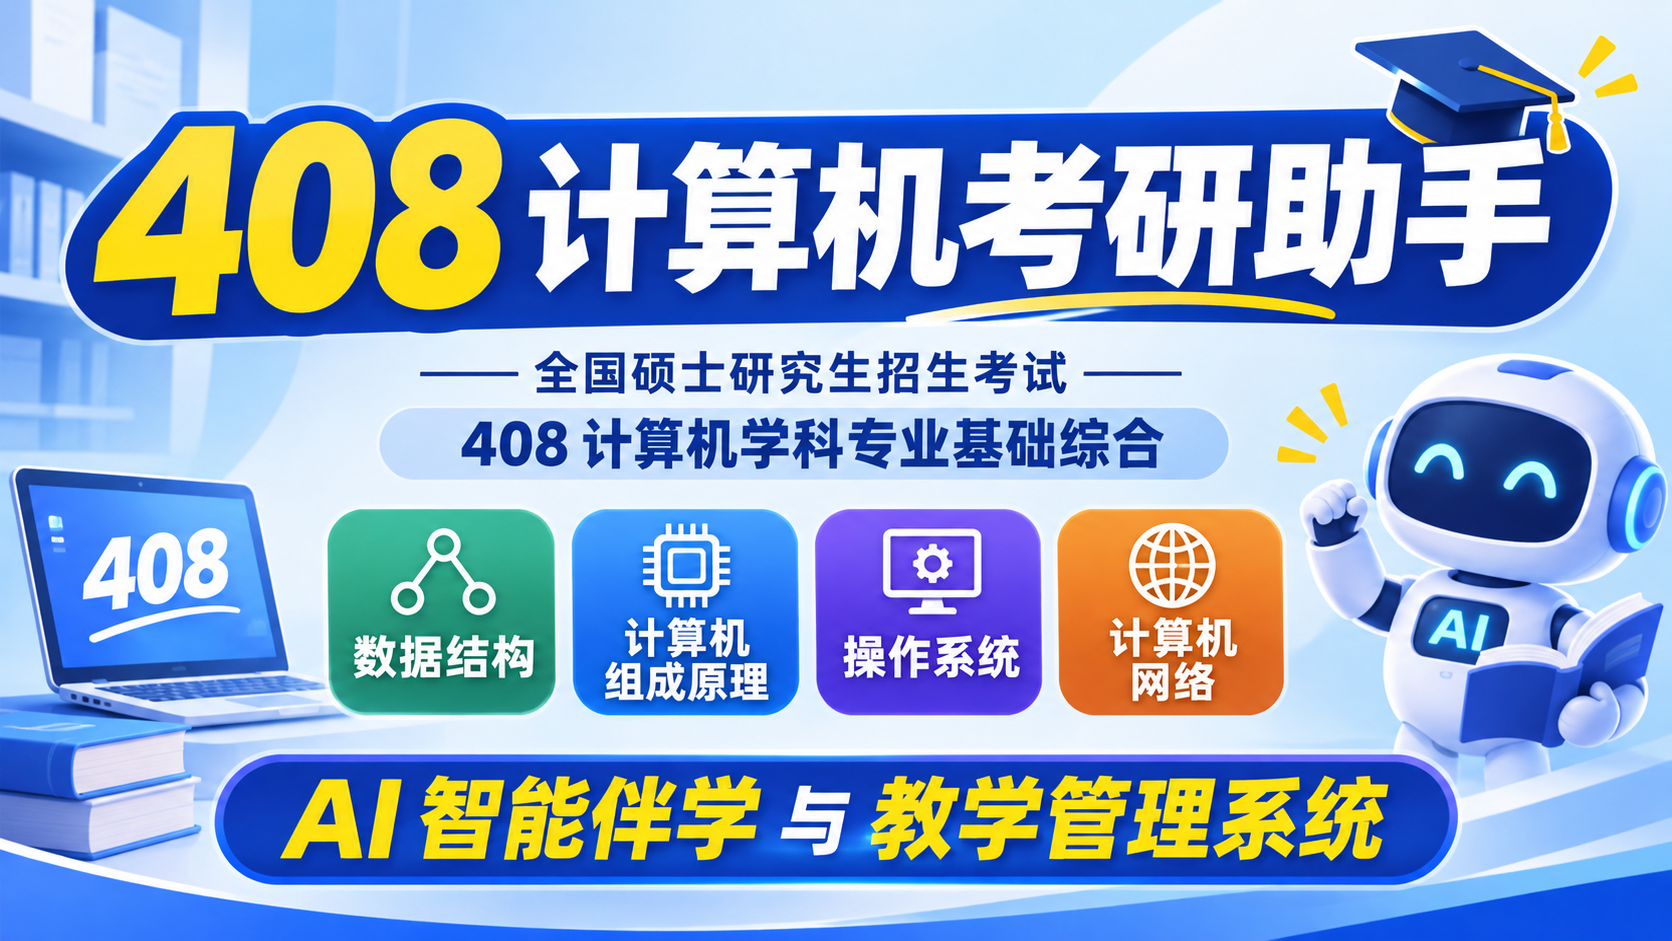 408 计算机考研助手
全国硕士研究生招生考试
408 计算机学科专业基础综合
408
数据结构
计算机
组成原理
操作系统
计算机
网络
AI
AI 智能伴学 与 教学管理系统